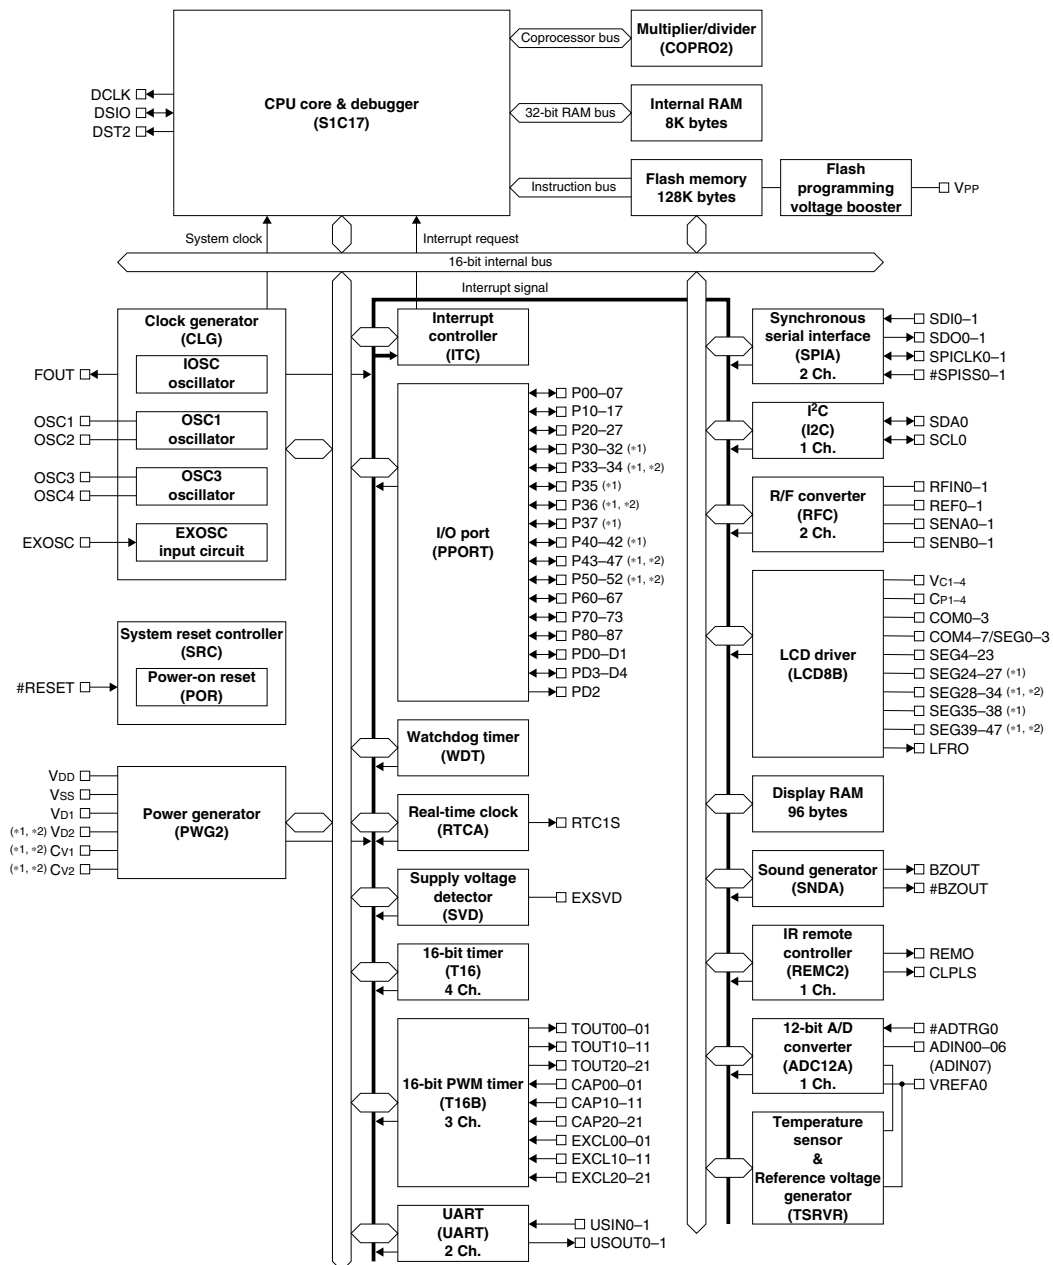 Coprocessor bus
Multiplier/divider
(COPRO2)
DCLK
DSIO
DST2
CPU core & debugger
(S1C17)
32-bit RAM bus
Internal RAM
8K bytes
Instruction bus
Flash memory
128K bytes
Flash
programming
voltage booster
VPP
System clock
Interrupt request
16-bit internal bus
Interrupt signal
Clock generator
(CLG)
IOSC
oscillator
FOUT
OSC1
OSC2
OSC1
oscillator
OSC3
OSC4
OSC3
oscillator
EXOSC
EXOSC
input circuit
System reset controller
(SRC)
#RESET
Power-on reset
(POR)
VDD
VSS
VD1
(*1, *2) VD2
(*1, *2) CV1
(*1, *2) CV2
Power generator
(PWG2)
Interrupt
controller
(ITC)
I/O port
(PPORT)
P00–07
P10–17
P20–27
P30–32 (*1)
P33–34 (*1, *2)
P35 (*1)
P36 (*1, *2)
P37 (*1)
P40–42 (*1)
P43–47 (*1, *2)
P50–52 (*1, *2)
P60–67
P70–73
P80–87
PD0–D1
PD3–D4
PD2
Watchdog timer
(WDT)
Real-time clock
(RTCA)
RTC1S
Supply voltage
detector
(SVD)
EXSVD
16-bit timer
(T16)
4 Ch.
16-bit PWM timer
(T16B)
3 Ch.
TOUT00–01
TOUT10–11
TOUT20–21
CAP00–01
CAP10–11
CAP20–21
EXCL00–01
EXCL10–11
EXCL20–21
UART
(UART)
2 Ch.
USIN0–1
USOUT0–1
Synchronous
serial interface
(SPIA)
2 Ch.
SDI0–1
SDO0–1
SPICLK0–1
#SPISS0–1
I2C
(I2C)
1 Ch.
SDA0
SCL0
R/F converter
(RFC)
2 Ch.
RFIN0–1
REF0–1
SENA0–1
SENB0–1
LCD driver
(LCD8B)
VC1–4
CP1–4
COM0–3
COM4–7/SEG0–3
SEG4–23
SEG24–27 (*1)
SEG28–34 (*1, *2)
SEG35–38 (*1)
SEG39–47 (*1, *2)
LFRO
Display RAM
96 bytes
Sound generator
(SNDA)
BZOUT
#BZOUT
IR remote
controller
(REMC2)
1 Ch.
REMO
CLPLS
12-bit A/D
converter
(ADC12A)
1 Ch.
#ADTRG0
ADIN00–06
(ADIN07)
VREFA0
Temperature
sensor
&
Reference voltage
generator
(TSRVR)